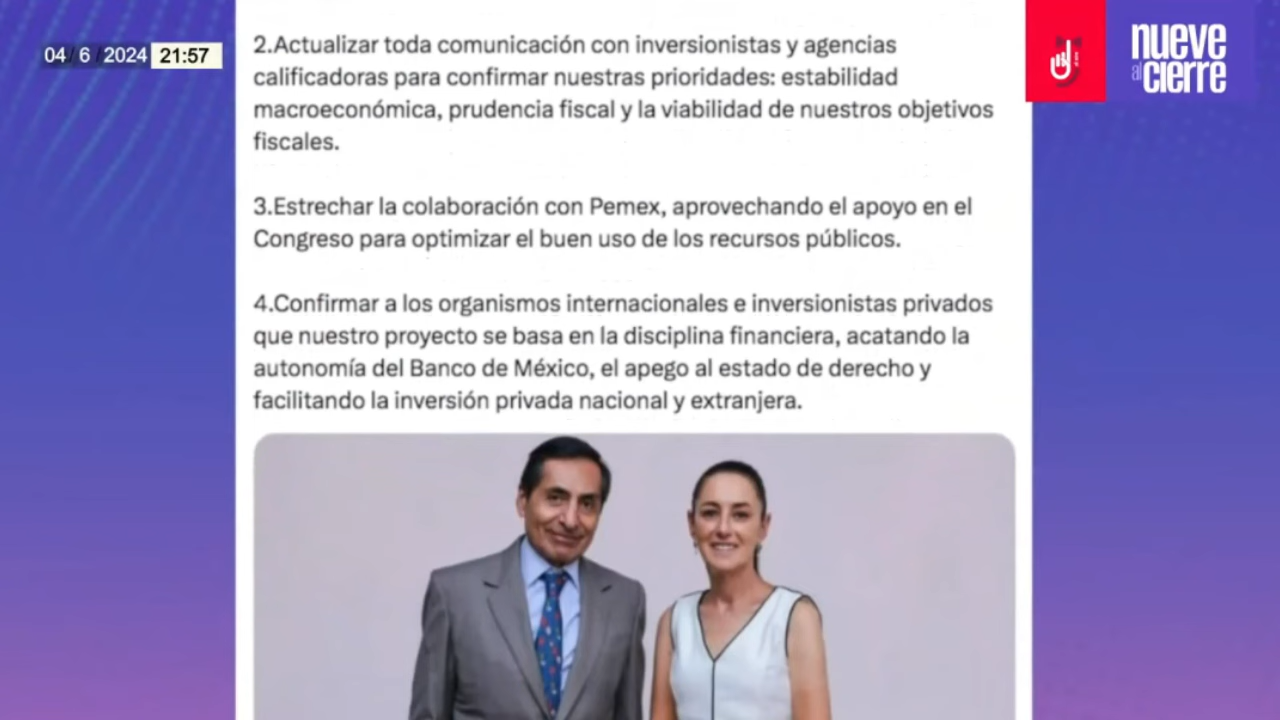 04 / 6 / 2024 21:57
nueve
al
cierre
2.Actualizar toda comunicación con inversionistas y agencias
calificadoras para confirmar nuestras prioridades: estabilidad
macroeconómica, prudencia fiscal y la viabilidad de nuestros objetivos
fiscales.
3.Estrechar la colaboración con Pemex, aprovechando el apoyo en el
Congreso para optimizar el buen uso de los recursos públicos.
4.Confirmar a los organismos internacionales e inversionistas privados
que nuestro proyecto se basa en la disciplina financiera, acatando la
autonomía del Banco de México, el apego al estado de derecho y
facilitando la inversión privada nacional y extranjera.